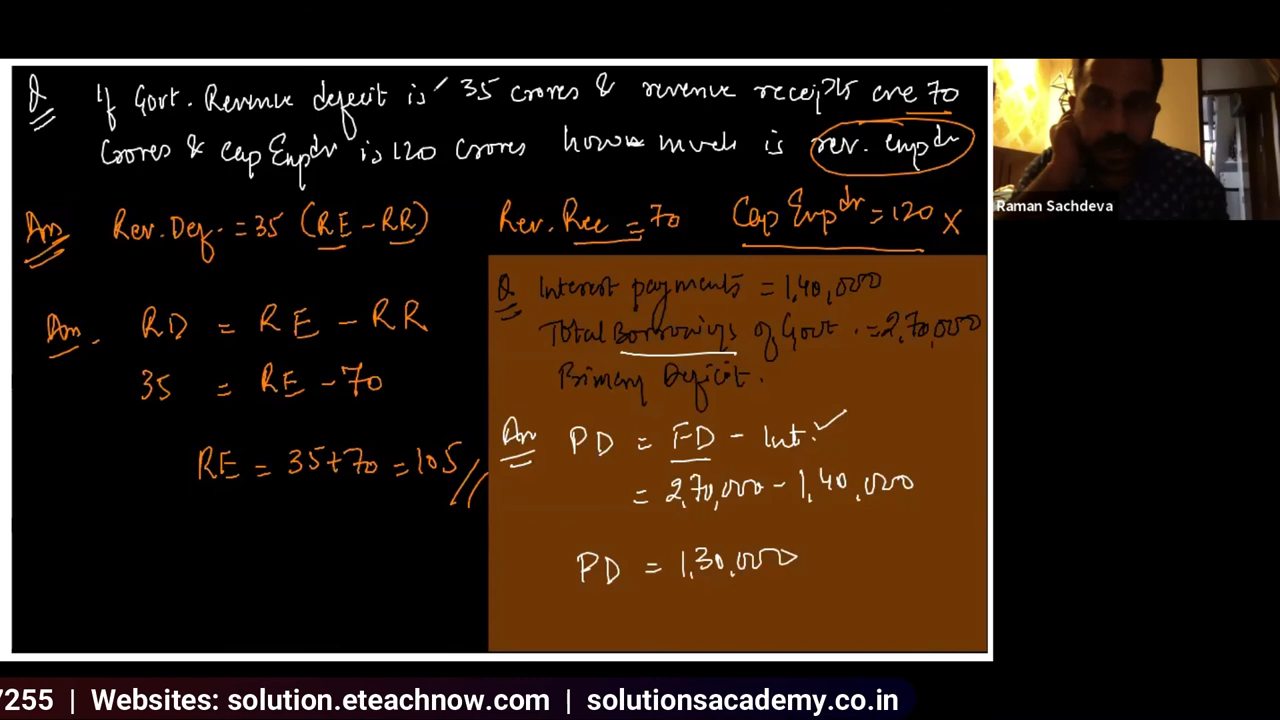 Q If Govt. Revenue deficit is 35 crores & revenue receipts are 70
Crores & Cap Expdr is 120 Crores how much is rev. expdr
Ans Rev. Def. = 35 (RE - RR) Rev. Rec = 70 Cap Expdr = 120 X
Ans. RD = RE - RR
35 = RE - 70
RE = 35+70 = 105 //
Q Interest payments = 1,40,000
Total Borrowings of Govt. = 2,70,000
Primary Deficit.
Ans PD = FD - Int. ✓
= 2,70,000 - 1,40,000
PD = 1,30,000
Raman Sachdeva
7255 | Websites: solution.eteachnow.com | solutionsacademy.co.in